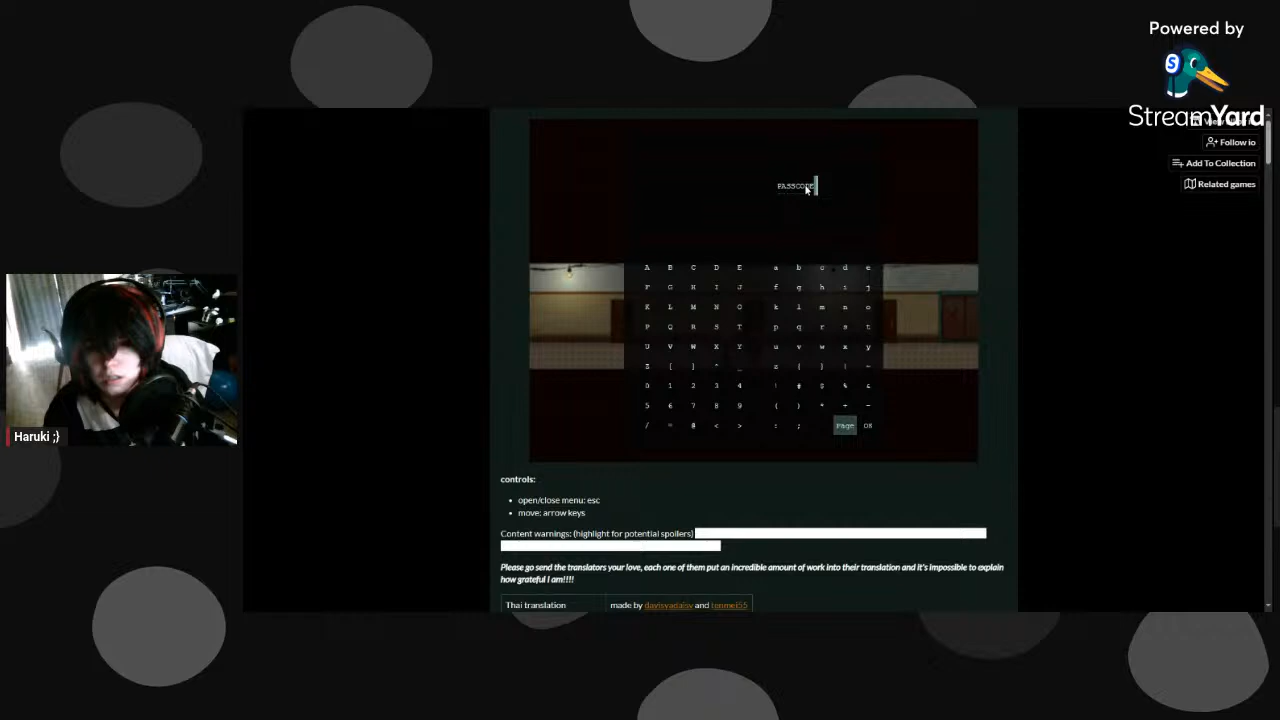 Powered by
StreamYard
Follow io
Add To Collection
Related games
PASSCODE
A B C D E a b c d e
F G H I J f g h i j
K L M N O k l m n o
P Q R S T p q r s t
U V W X Y u v w x y
Z [ ] ^ _ z { } | ~
0 1 2 3 4 ! # $ % &
5 6 7 8 9 ( ) * + -
/ = @ < > : ; Page OK
Haruki ;}
controls:
open/close menu: esc
move: arrow keys
Content warnings: (highlight for potential spoilers)
Please go send the translators your love, each one of them put an incredible amount of work into their translation and it's impossible to explain
how grateful I am!!!!
Thai translation made by davisyadaisy and tonmei55